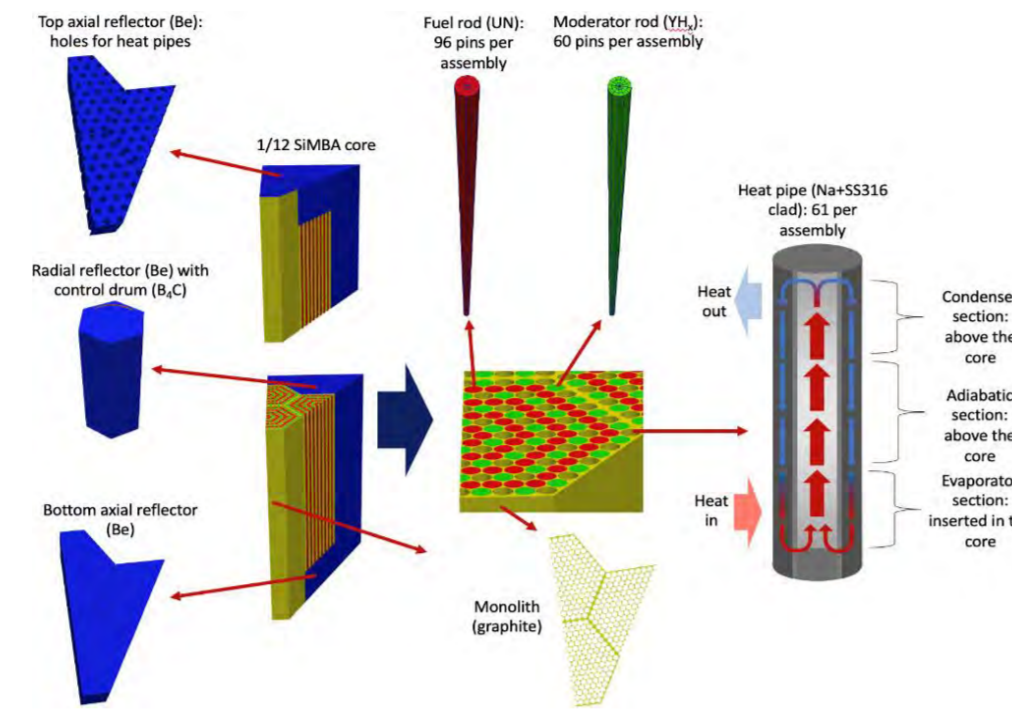 Top axial reflector (Be):
holes for heat pipes
Fuel rod (UN):
96 pins per
assembly
Moderator rod (YHₓ):
60 pins per assembly
1/12 SiMBA core
Heat pipe (Na+SS316
clad): 61 per
assembly
Radial reflector (Be) with
control drum (B₄C)
Heat
out
Condense
section:
above the
core
Adiabatic
section:
above the
core
Heat
in
Evaporato
section:
inserted in t
core
Bottom axial reflector
(Be)
Monolith
(graphite)